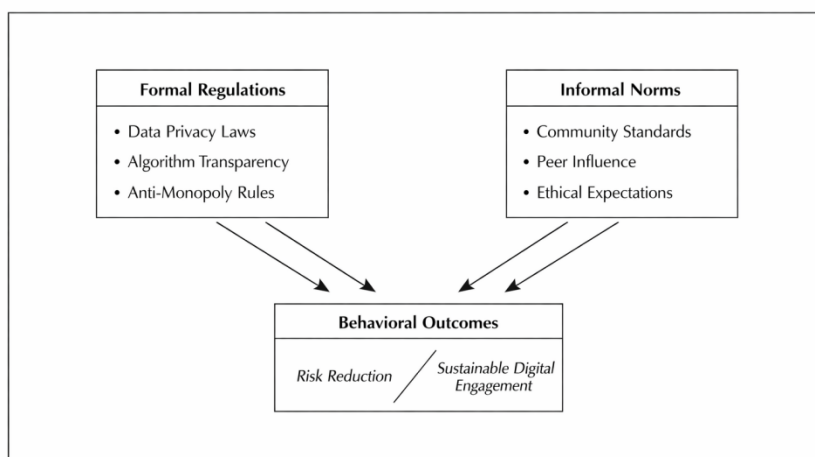 Formal Regulations
• Data Privacy Laws
• Algorithm Transparency
• Anti-Monopoly Rules
Informal Norms
• Community Standards
• Peer Influence
• Ethical Expectations
Behavioral Outcomes
Risk Reduction
Sustainable Digital
Engagement